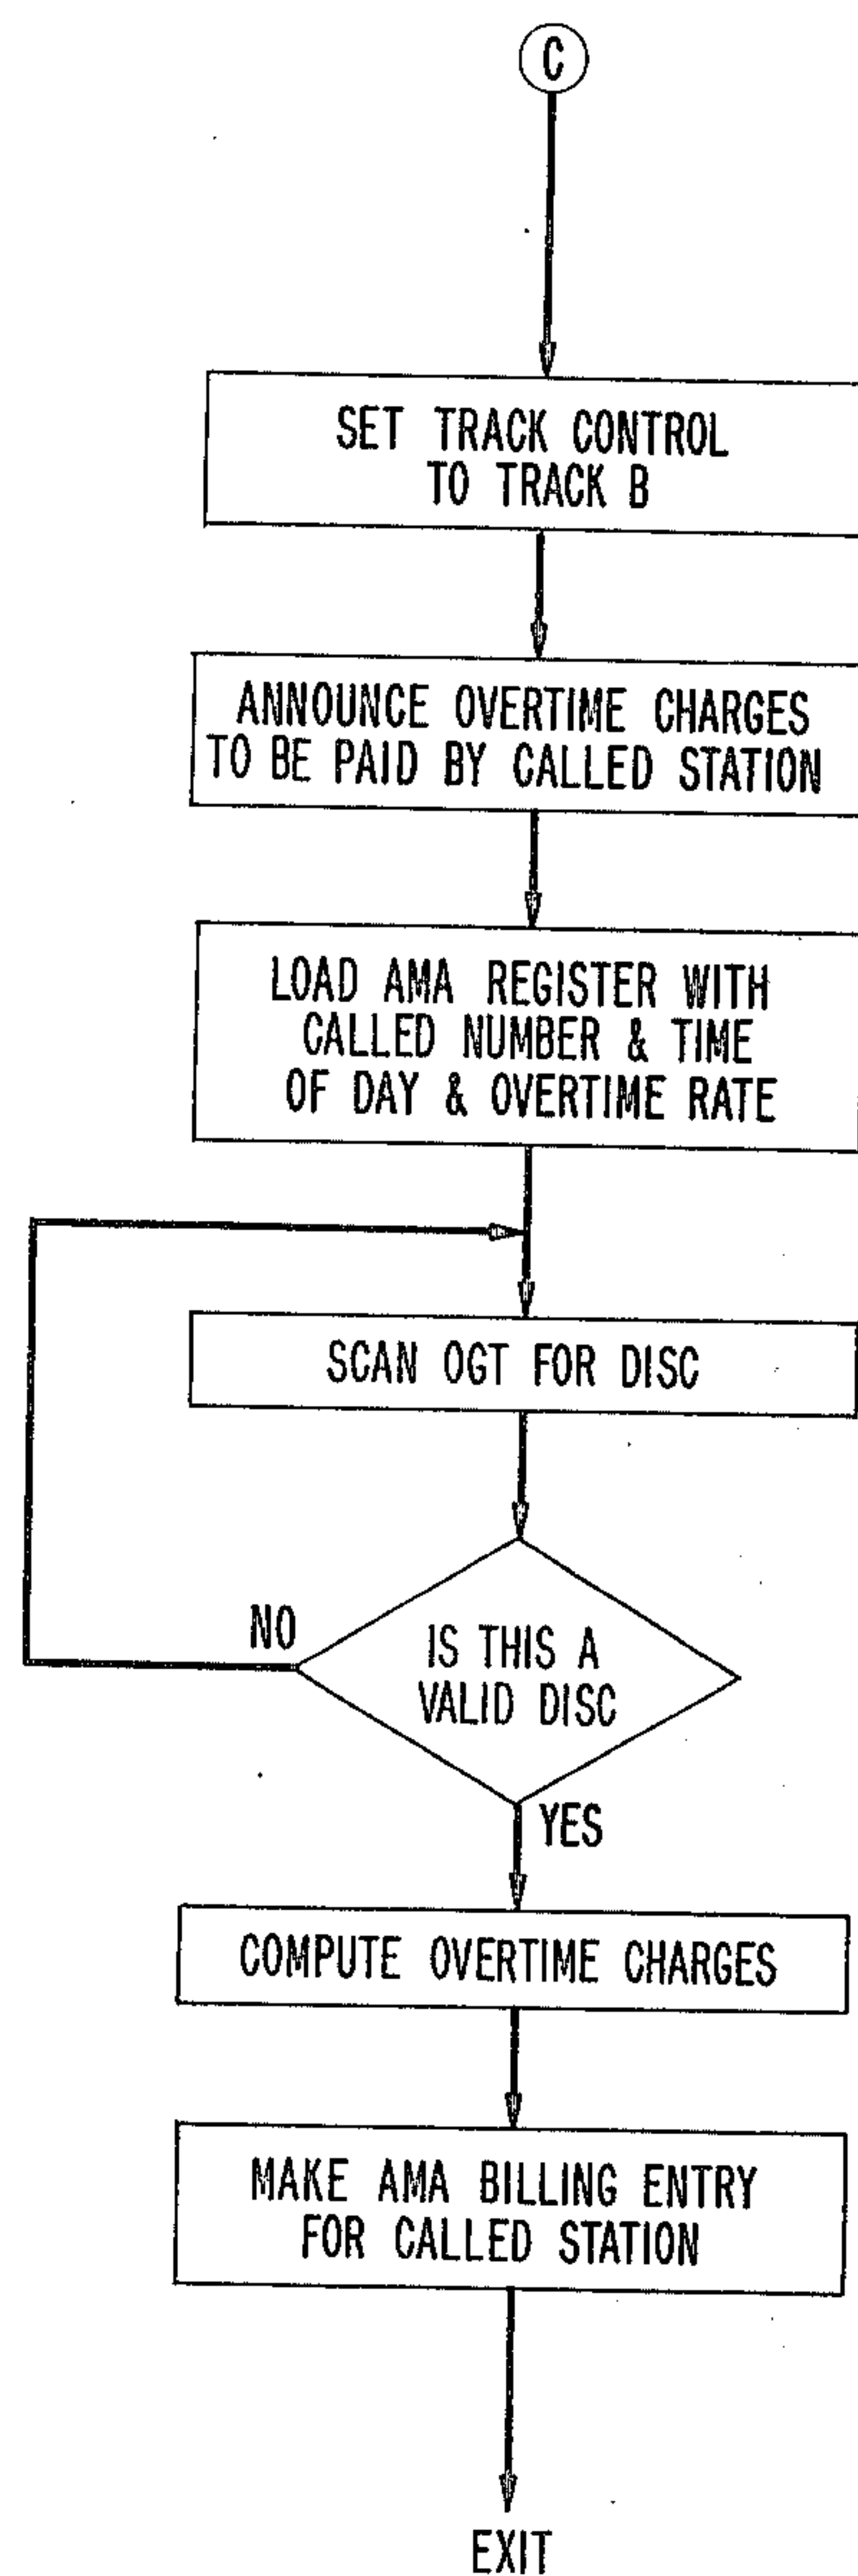 C
SET TRACK CONTROL
TO TRACK B
ANNOUNCE OVERTIME CHARGES
TO BE PAID BY CALLED STATION
LOAD AMA REGISTER WITH
CALLED NUMBER & TIME
OF DAY & OVERTIME RATE
SCAN OGT FOR DISC
NO
IS THIS A
VALID DISC
YES
COMPUTE OVERTIME CHARGES
MAKE AMA BILLING ENTRY
FOR CALLED STATION
EXIT